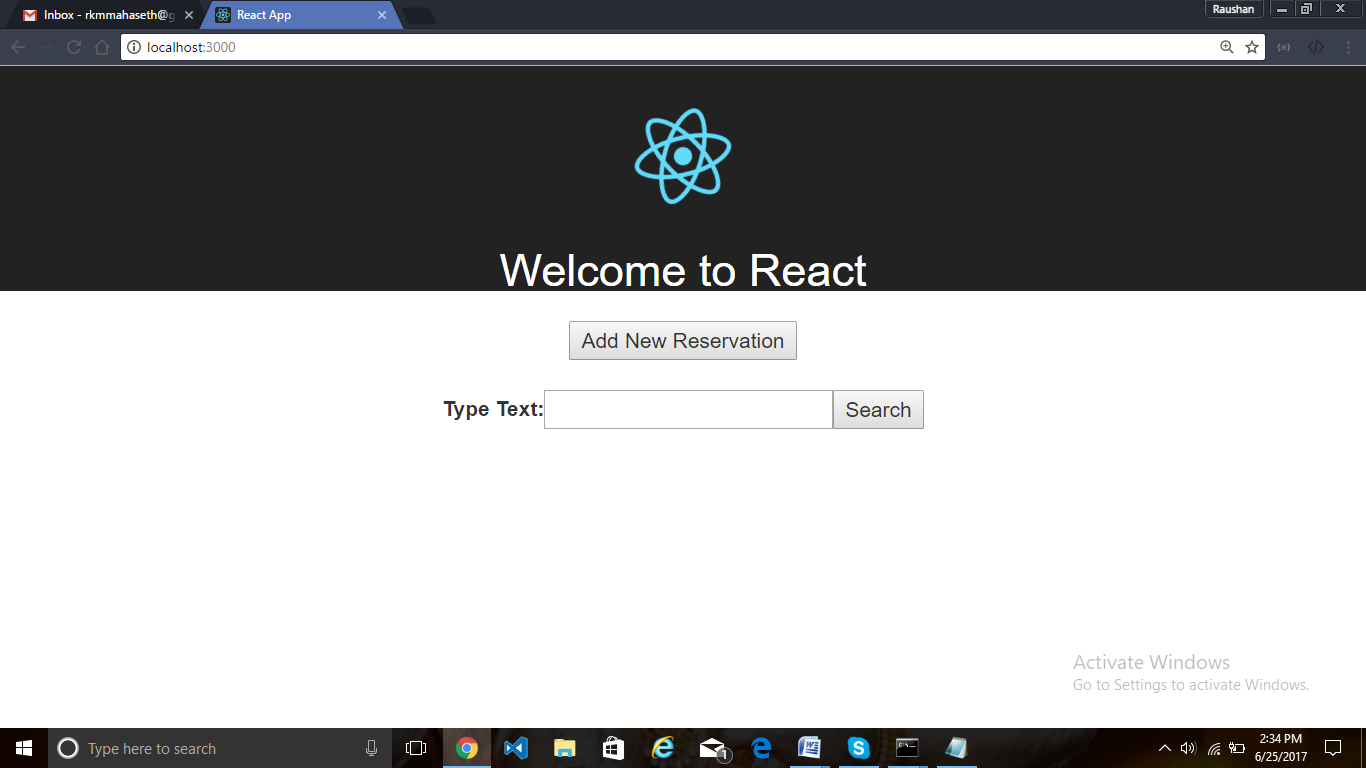 Inbox - rkmmahaseth@g
React App
Raushan
localhost:3000
Welcome to React
Add New Reservation
Type Text:
Search
Activate Windows
Go to Settings to activate Windows.
Type here to search
1
2:34 PM
6/25/2017